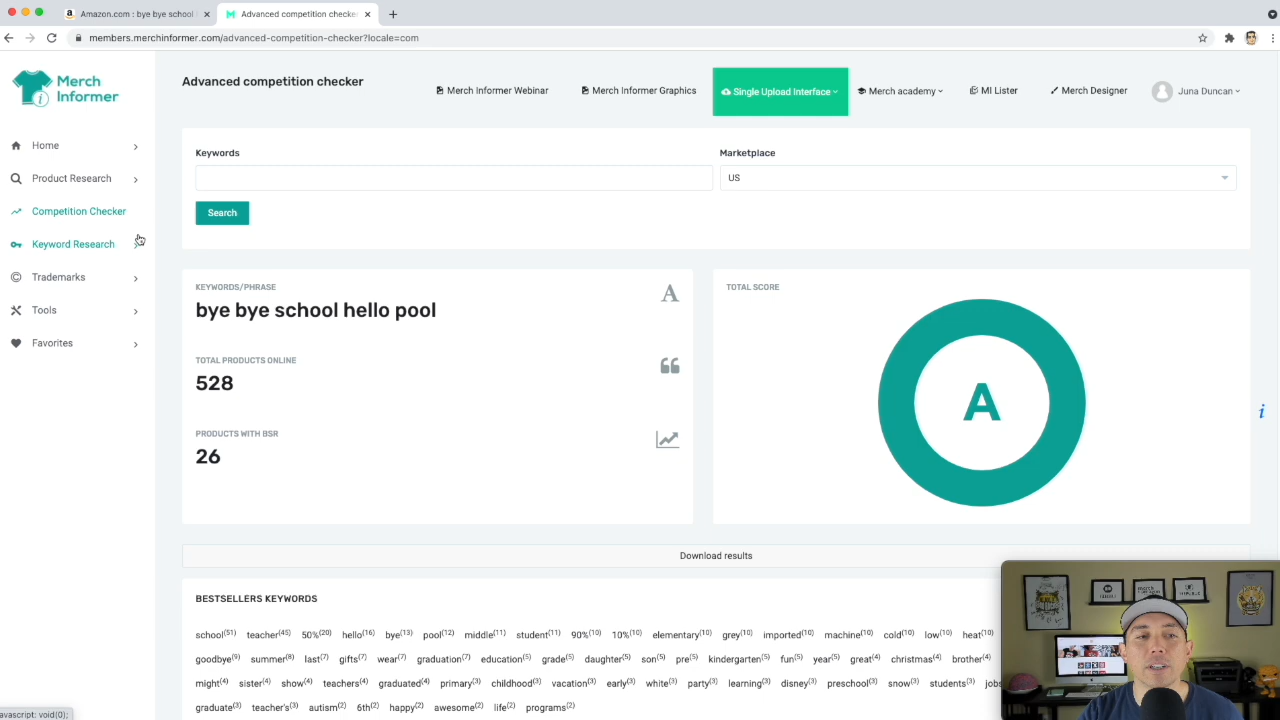 Amazon.com : bye bye school
Advanced competition checke
members.merchinformer.com/advanced-competition-checker?locale=com
Merch
Informer
Advanced competition checker
Merch Informer Webinar
Merch Informer Graphics
Single Upload Interface
Merch academy
MI Lister
Merch Designer
Juna Duncan
Home
Product Research
Competition Checker
Keyword Research
Trademarks
Tools
Favorites
Keywords
Marketplace
US
Search
KEYWORDS/PHRASE
bye bye school hello pool
TOTAL PRODUCTS ONLINE
528
PRODUCTS WITH BSR
26
TOTAL SCORE
A
Download results
BESTSELLERS KEYWORDS
school(51) teacher(45) 50%(20) hello(16) bye(13) pool(12) middle(11) student(11) 90%(10) 10%(10) elementary(10) grey(10) imported(10) machine(10) cold(10) low(10) heat(10)
goodbye(9) summer(8) last(7) gifts(7) wear(7) graduation(7) education(5) grade(5) daughter(5) son(5) pre(5) kindergarten(5) fun(5) year(5) great(4) christmas(4) brother(4)
might(4) sister(4) show(4) teachers(4) graduated(4) primary(3) childhood(3) vacation(3) early(3) white(3) party(3) learning(3) disney(3) preschool(3) snow(3) students(3) jobs
graduate(3) teacher's(3) autism(2) 6th(2) happy(2) awesome(2) life(2) programs(2)
avascript: void(0);